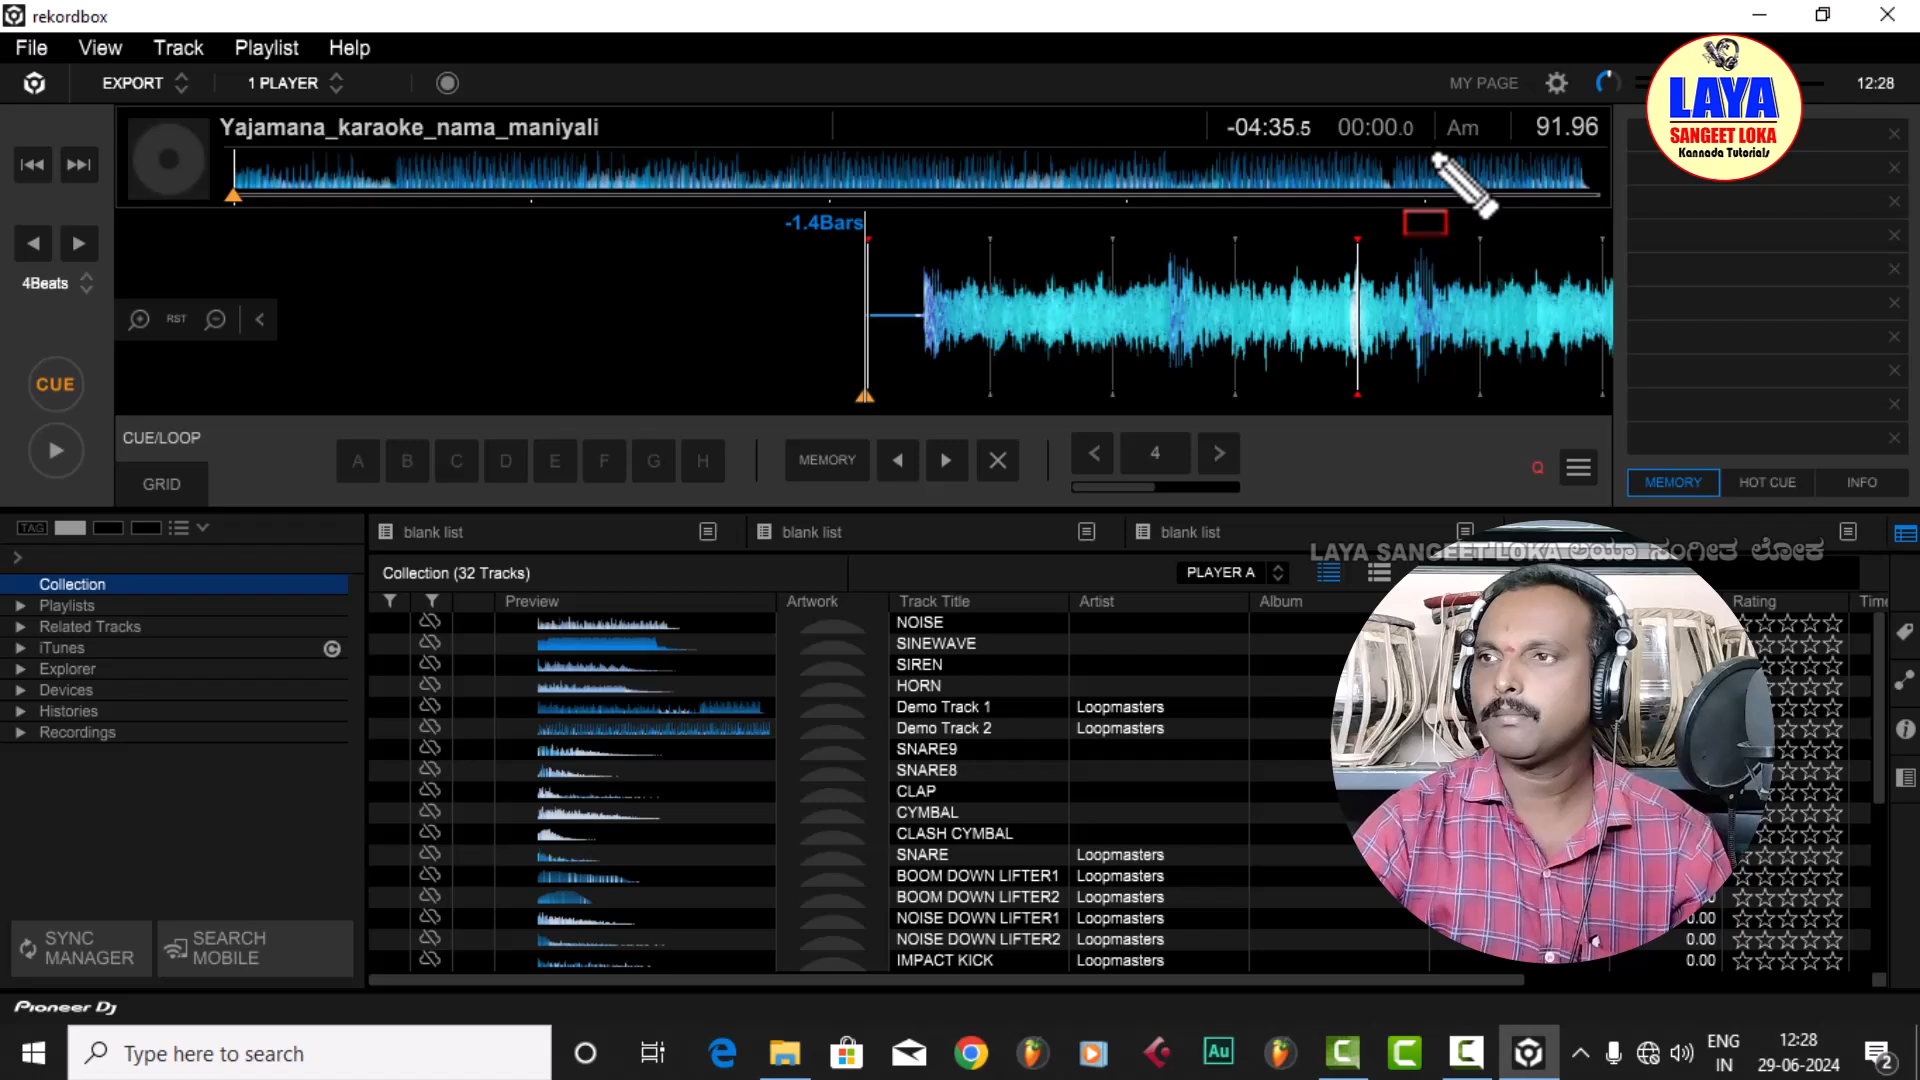 rekordbox
File View Track Playlist Help
EXPORT 1 PLAYER MY PAGE 12:28
LAYA
SANGEET LOKA
Kannada Tutorials
Yajamana_karaoke_nama_maniyali -04:35.5 00:00.0 Am 91.96
-1.4Bars
4Beats
RST
CUE
CUE/LOOP
GRID
A B C D E F G H MEMORY 4 Q
MEMORY HOT CUE INFO
TAG
blank list blank list blank list
LAYA SANGEET LOKA ಲಯಾ ಸಂಗೀತ ಲೋಕ
Collection (32 Tracks) PLAYER A
Preview Artwork Track Title Artist Album Rating Time
Collection
Playlists
Related Tracks
iTunes
Explorer
Devices
Histories
Recordings
NOISE
SINEWAVE
SIREN
HORN
Demo Track 1 Loopmasters
Demo Track 2 Loopmasters
SNARE9
SNARE8
CLAP
CYMBAL
CLASH CYMBAL
SNARE Loopmasters
BOOM DOWN LIFTER1 Loopmasters
BOOM DOWN LIFTER2 Loopmasters
NOISE DOWN LIFTER1 Loopmasters 0.00
NOISE DOWN LIFTER2 Loopmasters 0.00
IMPACT KICK Loopmasters 0.00
SYNC MANAGER
SEARCH MOBILE
Pioneer Dj
Type here to search
Au
ENG
IN
12:28
29-06-2024
2